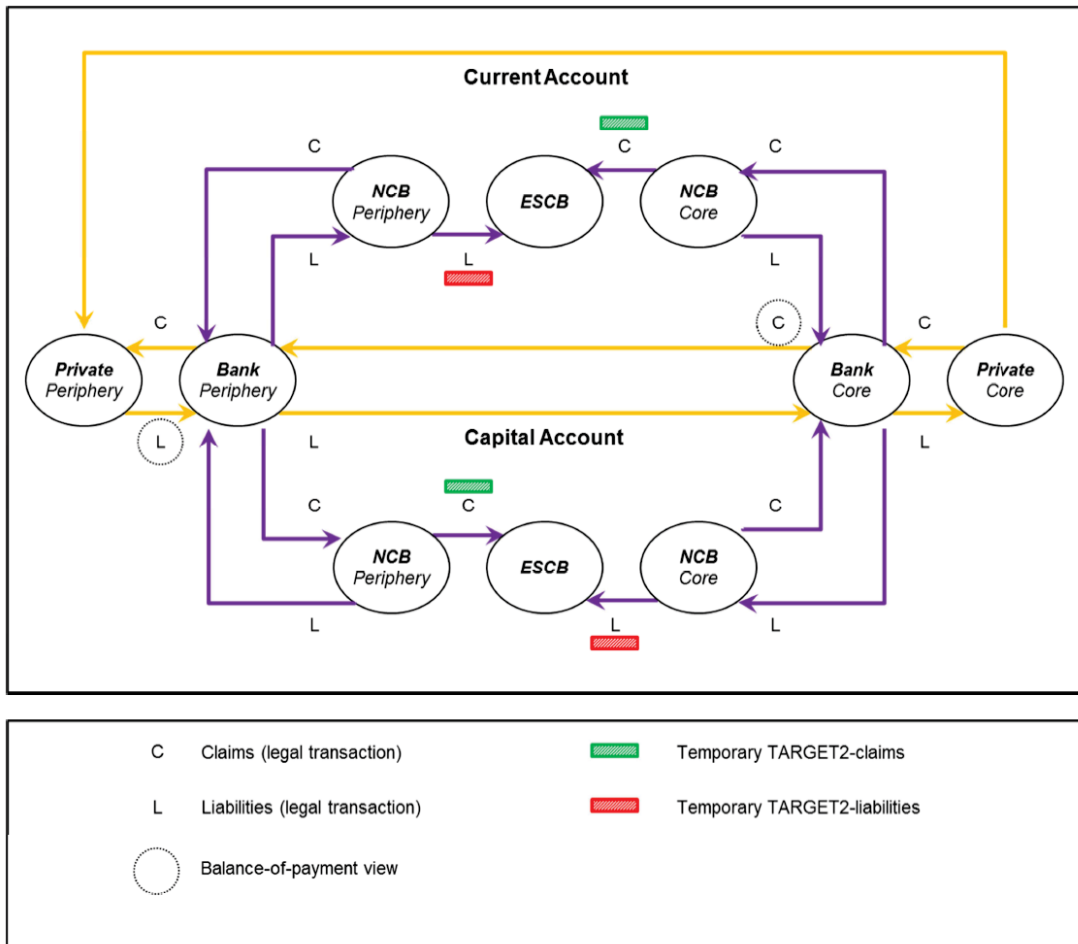 Current Account
C
C
C
C
NCB
Periphery
ESCB
NCB
Core
L
L
L
C
C
C
Private
Periphery
Bank
Periphery
Bank
Core
Private
Core
L
L
Capital Account
L
C
C
C
NCB
Periphery
ESCB
NCB
Core
L
L
L
C Claims (legal transaction) Temporary TARGET2-claims
L Liabilities (legal transaction) Temporary TARGET2-liabilities
Balance-of-payment view